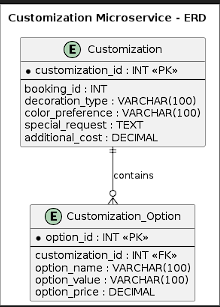 Customization Microservice - ERD
E Customization
customization_id : INT «PK»
booking_id : INT
decoration_type : VARCHAR(100)
color_preference : VARCHAR(100)
special_request : TEXT
additional_cost : DECIMAL
contains
E Customization_Option
option_id : INT «PK»
customization_id : INT «FK»
option_name : VARCHAR(100)
option_value : VARCHAR(100)
option_price : DECIMAL